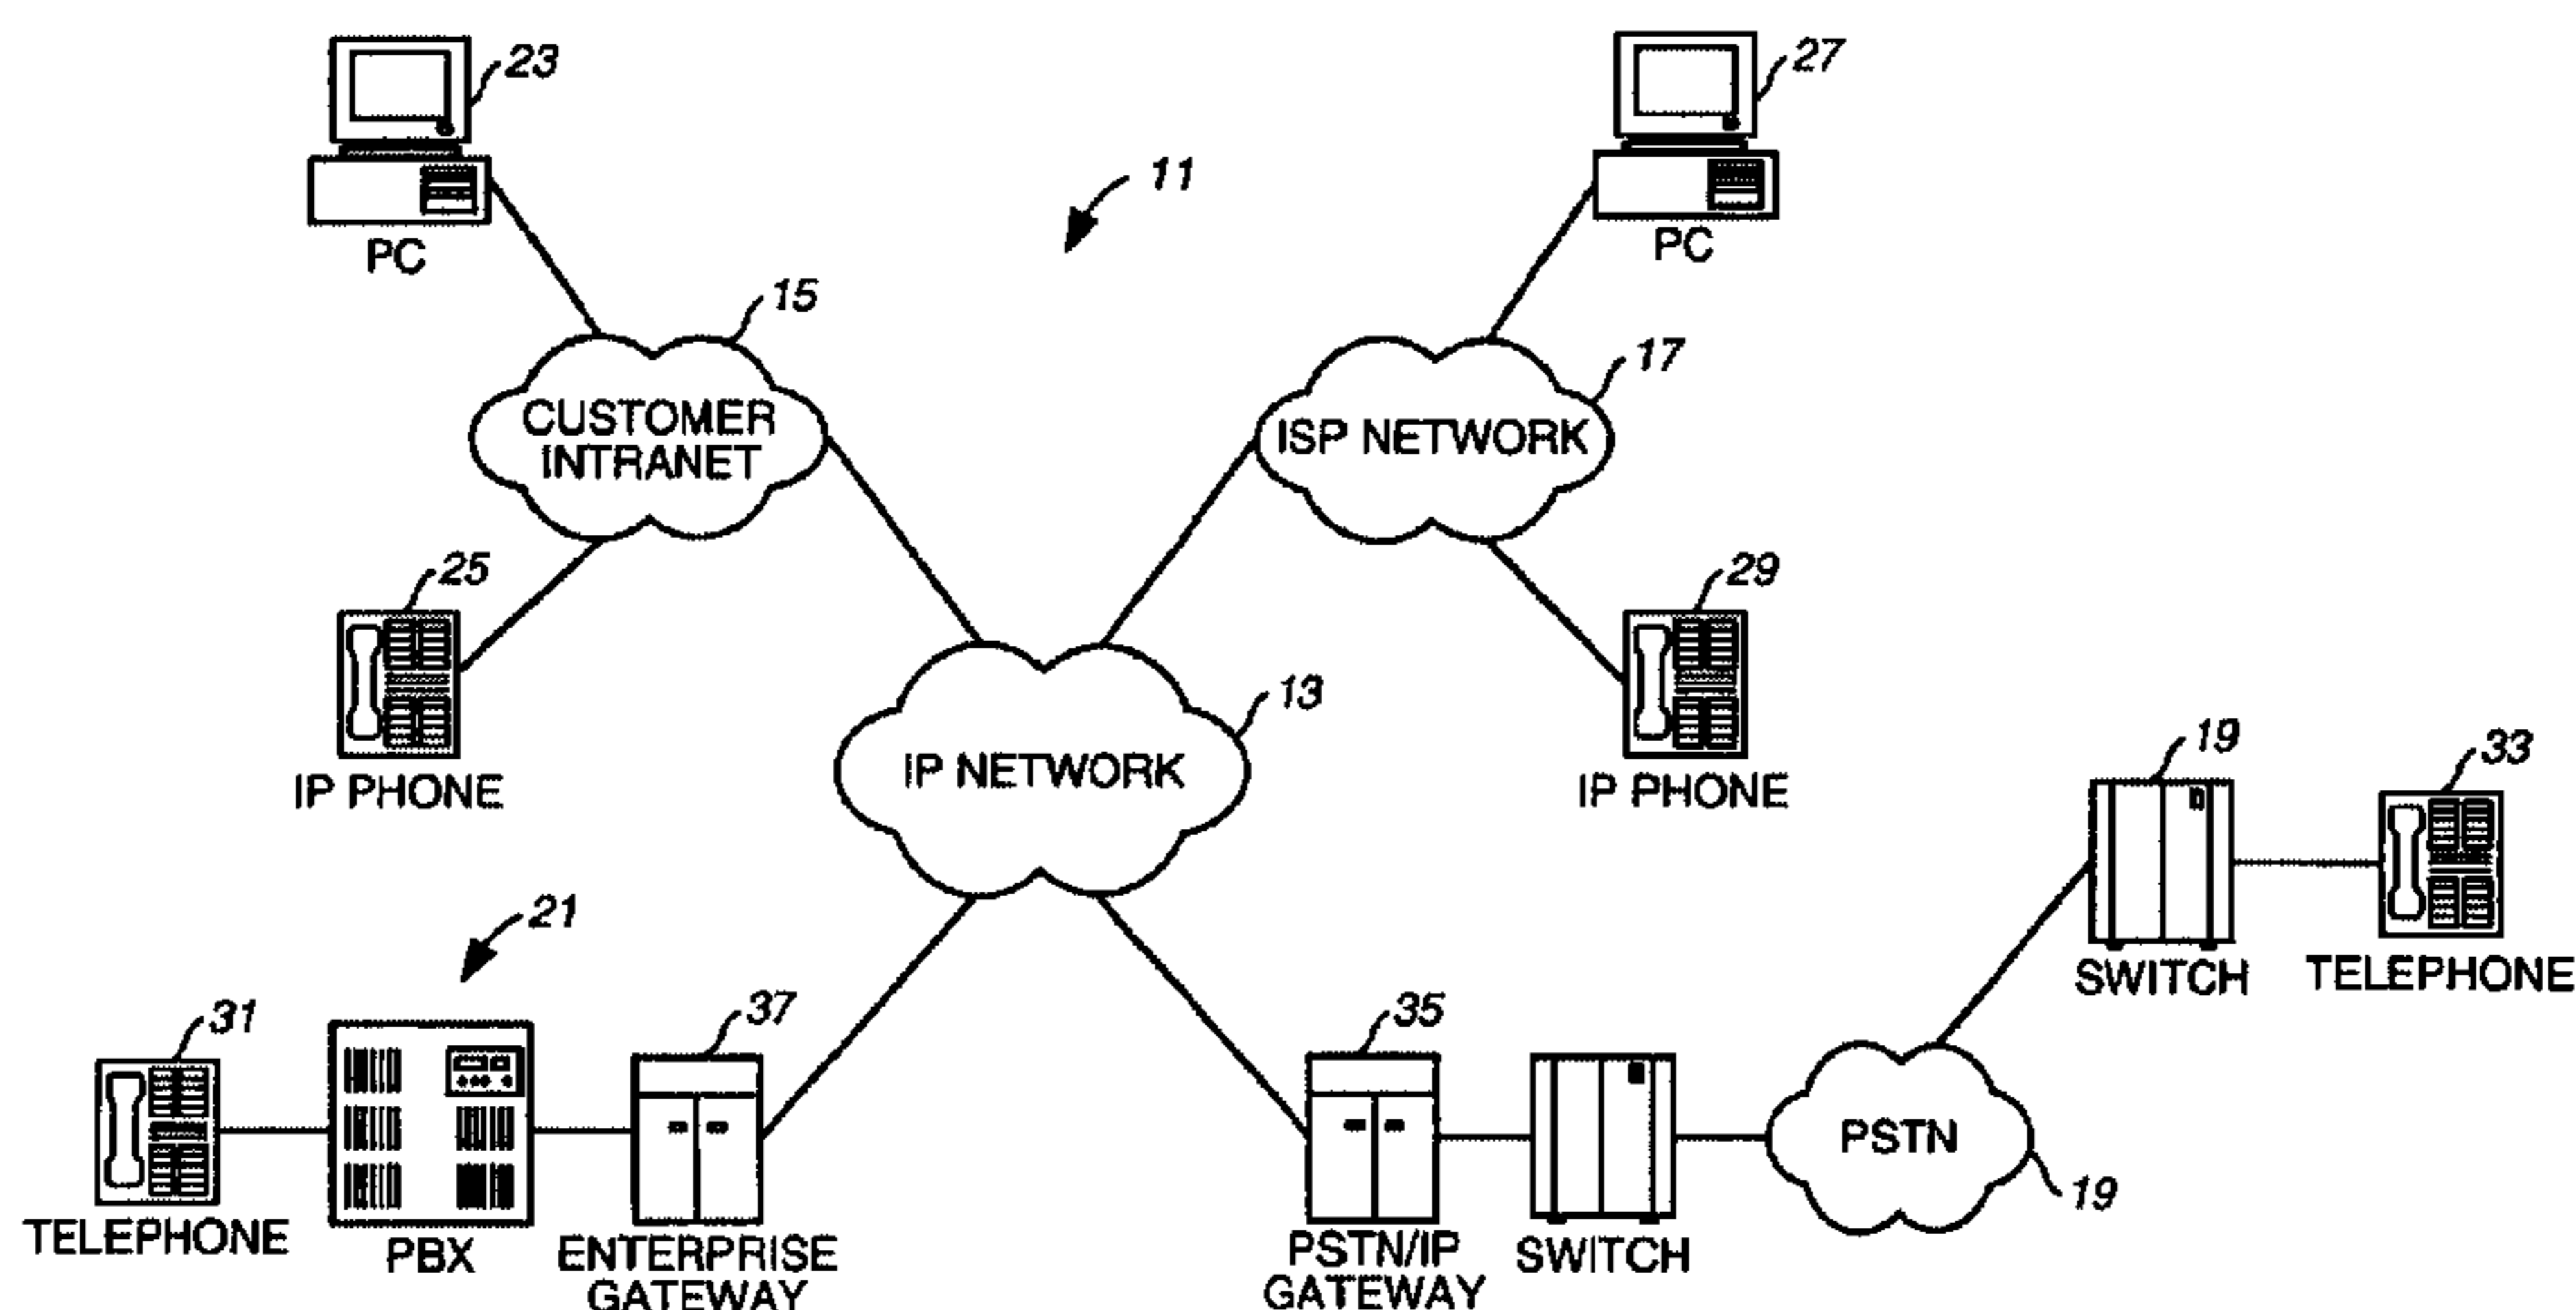 23
27
11
PC
PC
15
17
CUSTOMER
INTRANET
ISP NETWORK
25
29
13
IP NETWORK
19
33
IP PHONE
IP PHONE
21
SWITCH
TELEPHONE
31
37
35
PSTN
19
TELEPHONE
PBX
ENTERPRISE
GATEWAY
PSTN/IP
GATEWAY
SWITCH